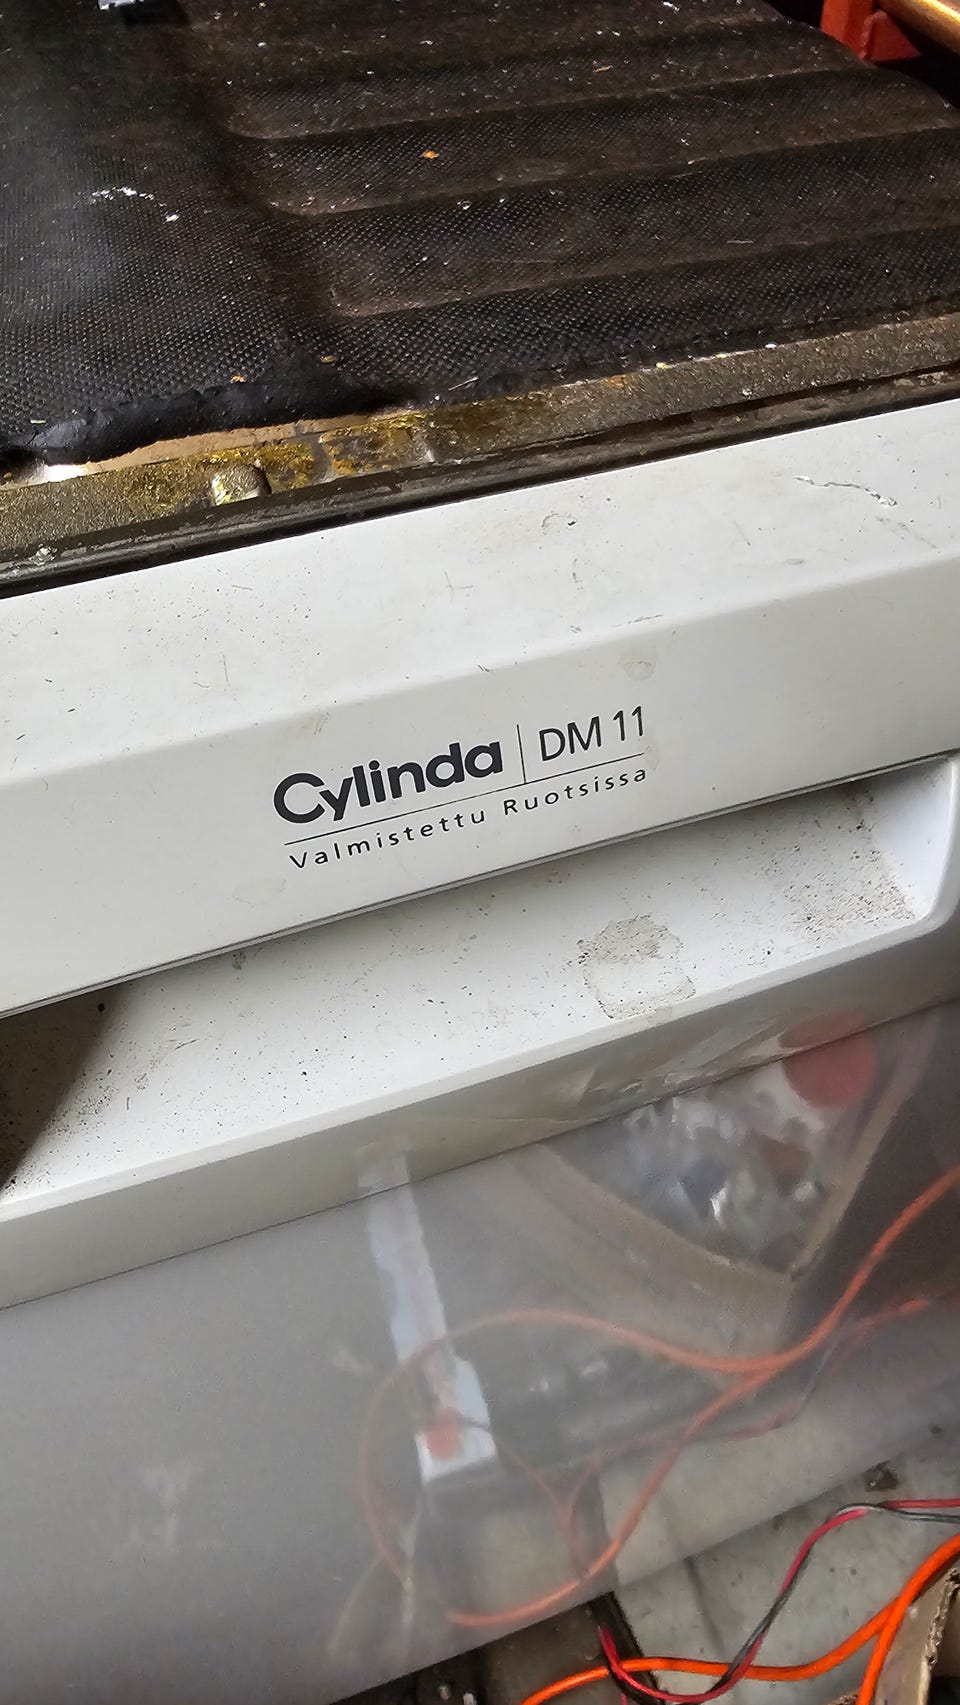 Cylinda | DM 11
Valmistettu Ruotsissa